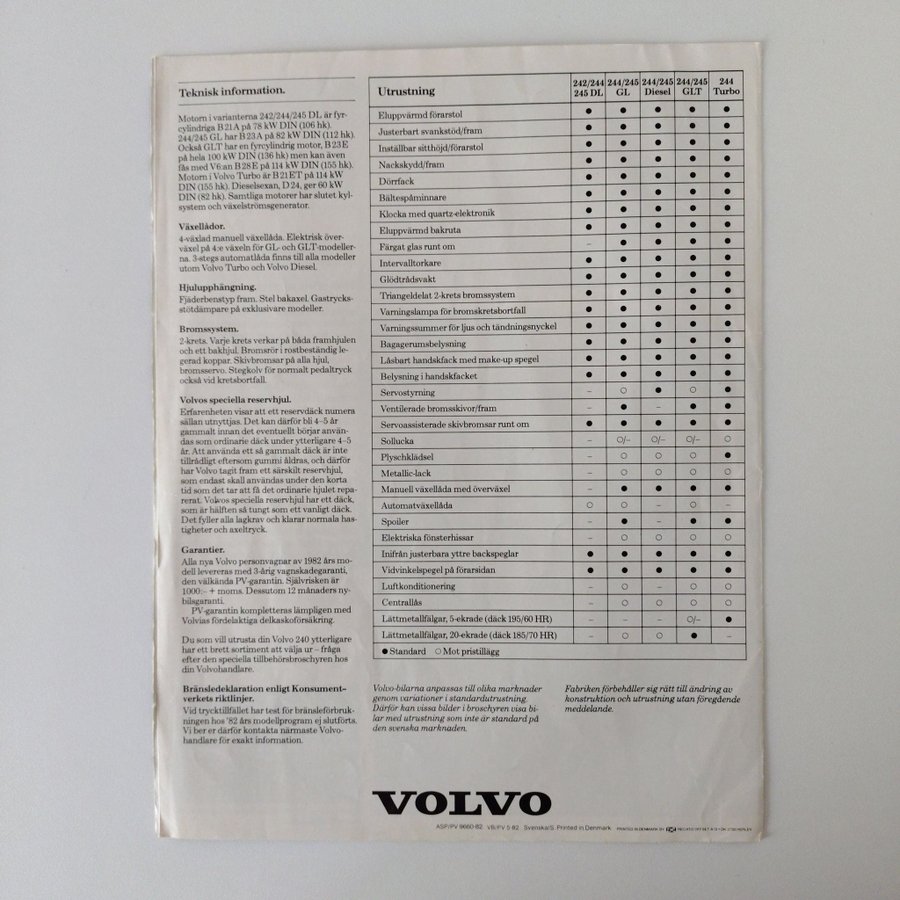 Teknisk information.
Motorn i varianterna 242/244/245 DL är fyr-
cylindriga B 21 A på 78 kW DIN (106 hk).
244/245 GL har B 23 A på 82 kW DIN (112 hk).
Också GLT har en fyrcylindrig motor, B 23 E
på hela 100 kW DIN (136 hk) men kan även
fås med V6:an B 28 E på 114 kW DIN (155 hk).
Motorn i Volvo Turbo är B 21 ET på 114 kW
DIN (155 hk). Dieselsexan, D 24, ger 60 kW
DIN (82 hk). Samtliga motorer har slutet kyl-
system och växelströmsgenerator.
Växellådor.
4-växlad manuell växellåda. Elektrisk över-
växel på 4:e växeln för GL- och GLT-modeller-
na. 3-stegs automatlåda finns till alla modeller
utom Volvo Turbo och Volvo Diesel.
Hjulupphängning.
Fjäderbenstyp fram. Stel bakaxel. Gastrycks-
stötdämpare på exklusivare modeller.
Bromssystem.
2-krets. Varje krets verkar på båda framhjulen
och ett bakhjul. Bromsrör i rostbeständig le-
gerad koppar. Skivbromsar på alla hjul,
bromsservo. Stegkolv för normalt pedaltryck
också vid kretsbortfall.
Volvos speciella reservhjul.
Erfarenheten visar att ett reservdäck numera
sällan utnyttjas. Det kan därför bli 4–5 år
gammalt innan det eventuellt börjar använ-
das som ordinarie däck under ytterligare 4–5
år. Att använda ett så gammalt däck är inte
tillrådligt eftersom gummi åldras, och därför
har Volvo tagit fram ett särskilt reservhjul,
som endast skall användas under den korta
tid som det tar att få det ordinarie hjulet repa-
rerat. Volvos speciella reservhjul har ett däck,
som är hälften så tungt som ett vanligt däck.
Det fyller alla lagkrav och klarar normala has-
tigheter och axeltryck.
Garantier.
Alla nya Volvo personvagnar av 1982 års mo-
dell levereras med 3-årig vagnskadegaranti,
den välkända PV-garantin. Självrisken är
1000:– + moms. Dessutom 12 månaders ny-
bilsgaranti.
PV-garantin kompletteras lämpligen med
Volvias fördelaktiga delkaskoförsäkring.
Du som vill utrusta din Volvo 240 ytterligare
har ett brett sortiment att välja ur – fråga
efter den speciella tillbehörsbroschyren hos
din Volvohandlare.
Bränsledeklaration enligt Konsument-
verkets riktlinjer.
Vid trycktillfället har test för bränsleförbruk-
ningen hos '82 års modellprogram ej slutförts.
Vi ber er därför kontakta närmaste Volvo-
handlare för exakt information.
Utrustning 242/244 245 DL 244/245 GL 244/245 Diesel 244/245 GLT 244 Turbo
Eluppvärmd förarstol ● ● ● ● ●
Justerbart svankstöd/fram ● ● ● ● ●
Inställbar sitthöjd/förarstol ● ● ● ● ●
Nackskydd/fram ● ● ● ● ●
Dörrfack ● ● ● ● ●
Bältespåminnare ● ● ● ● ●
Klocka med quartz-elektronik ● ● ● ● ●
Eluppvärmd bakruta ● ● ● ● ●
Färgat glas runt om – ● ● ● ●
Intervalltorkare ● ● ● ● ●
Glödtrådsvakt ● ● ● ● ●
Triangeldelat 2-krets bromssystem ● ● ● ● ●
Varningslampa för bromskretsbortfall ● ● ● ● ●
Varningssummer för ljus och tändningsnyckel ● ● ● ● ●
Bagagerumsbelysning ● ● ● ● ●
Låsbart handskfack med make-up spegel ● ● ● ● ●
Belysning i handskfacket ● ● ● ● ●
Servostyrning – ○ ● ○ ●
Ventilerade bromsskivor/fram – ● – ● ●
Servoassisterade skivbromsar runt om ● ● ● ● ●
Sollucka – ○/– ○/– ○/– ○
Plyschklädsel – ○ ○ ○ ●
Metallic-lack – ○ ○ ○ ○
Manuell växellåda med överväxel – ● ● ● ●
Automatväxellåda ○ ○ – ○ –
Spoiler – ● – ● ●
Elektriska fönsterhissar – ○ ○ ○ ○
Inifrån justerbara yttre backspeglar ● ● ● ● ●
Vidvinkelspegel på förarsidan ● ● ● ● ●
Luftkonditionering – ○ – ○ ○
Centrallås – ○ ○ ○ ○
Lättmetallfälgar, 5-ekrade (däck 195/60 HR) – – – ○/– ●
Lättmetallfälgar, 20-ekrade (däck 185/70 HR) – ○ ○ ● –
● Standard ○ Mot pristillägg
Volvo-bilarna anpassas till olika marknader
genom variationer i standardutrustning.
Därför kan vissa bilder i broschyren visa bi-
lar med utrustning som inte är standard på
den svenska marknaden.
Fabriken förbehåller sig rätt till ändring av
konstruktion och utrustning utan föregående
meddelande.
VOLVO
ASP/PV 9660-82 VB/PV 5 82 Svenska/S. Printed in Denmark